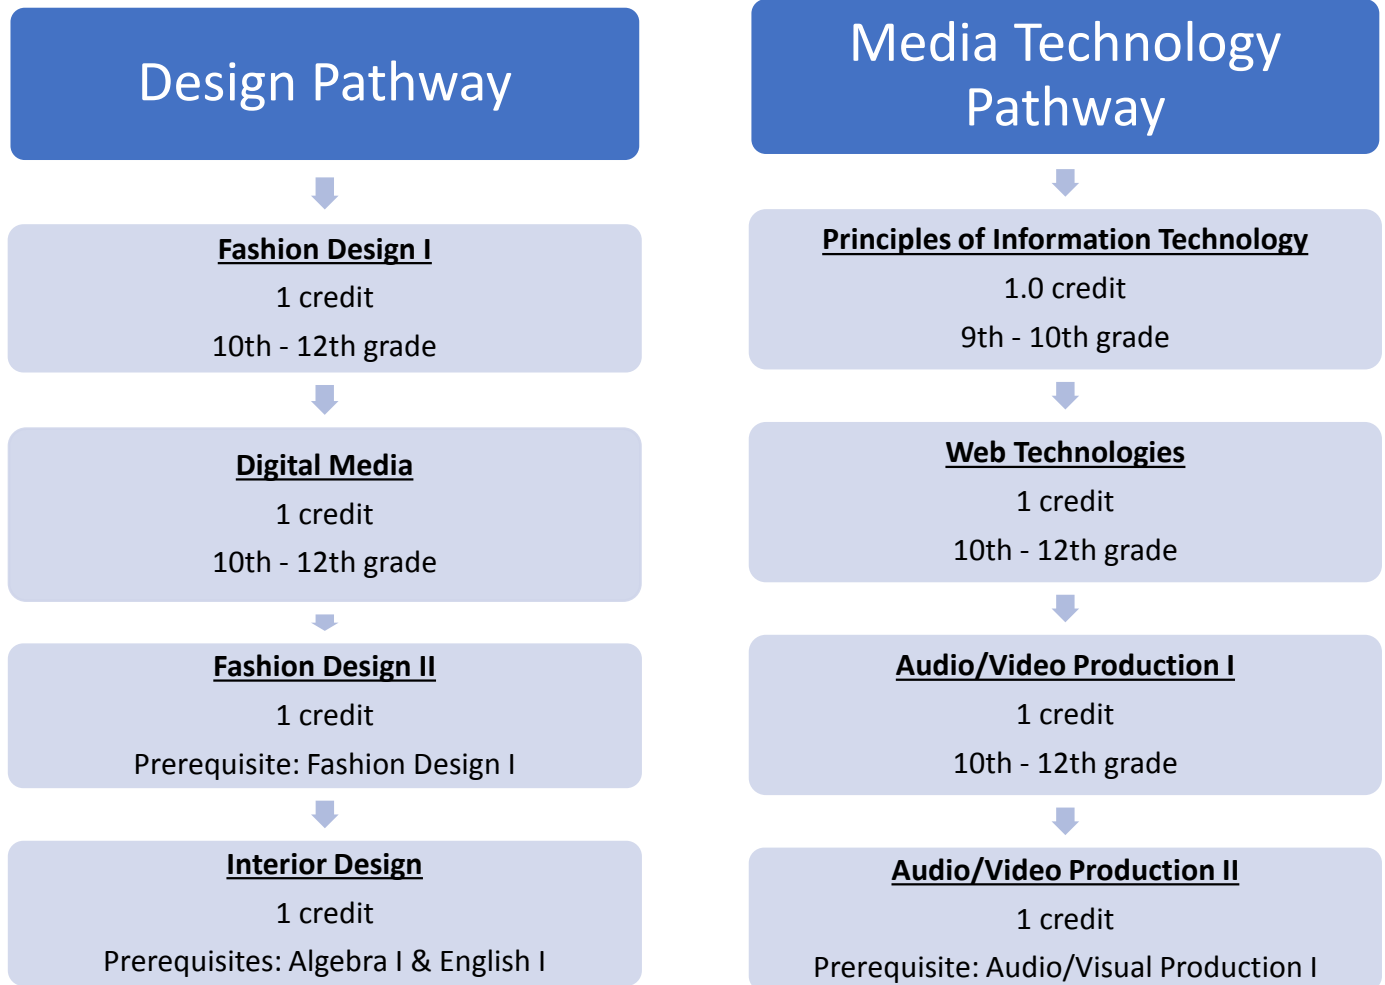 Design Pathway
Fashion Design I
1 credit
10th - 12th grade
Digital Media
1 credit
10th - 12th grade
Fashion Design II
1 credit
Prerequisite: Fashion Design I
Interior Design
1 credit
Prerequisites: Algebra I & English I
Media Technology
Pathway
Principles of Information Technology
1.0 credit
9th - 10th grade
Web Technologies
1 credit
10th - 12th grade
Audio/Video Production I
1 credit
10th - 12th grade
Audio/Video Production II
1 credit
Prerequisite: Audio/Visual Production I